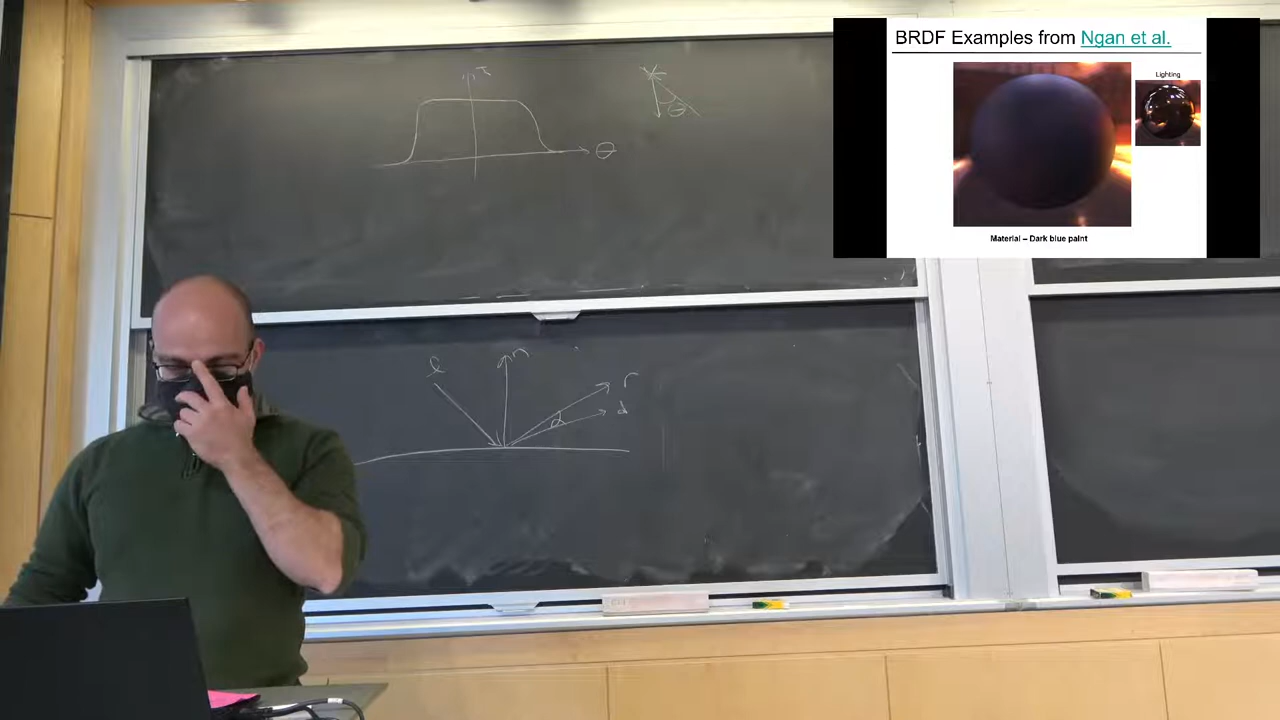 BRDF Examples from Ngan et al.
Lighting
Material – Dark blue paint
I
θ
θ
l
n
r
d
α